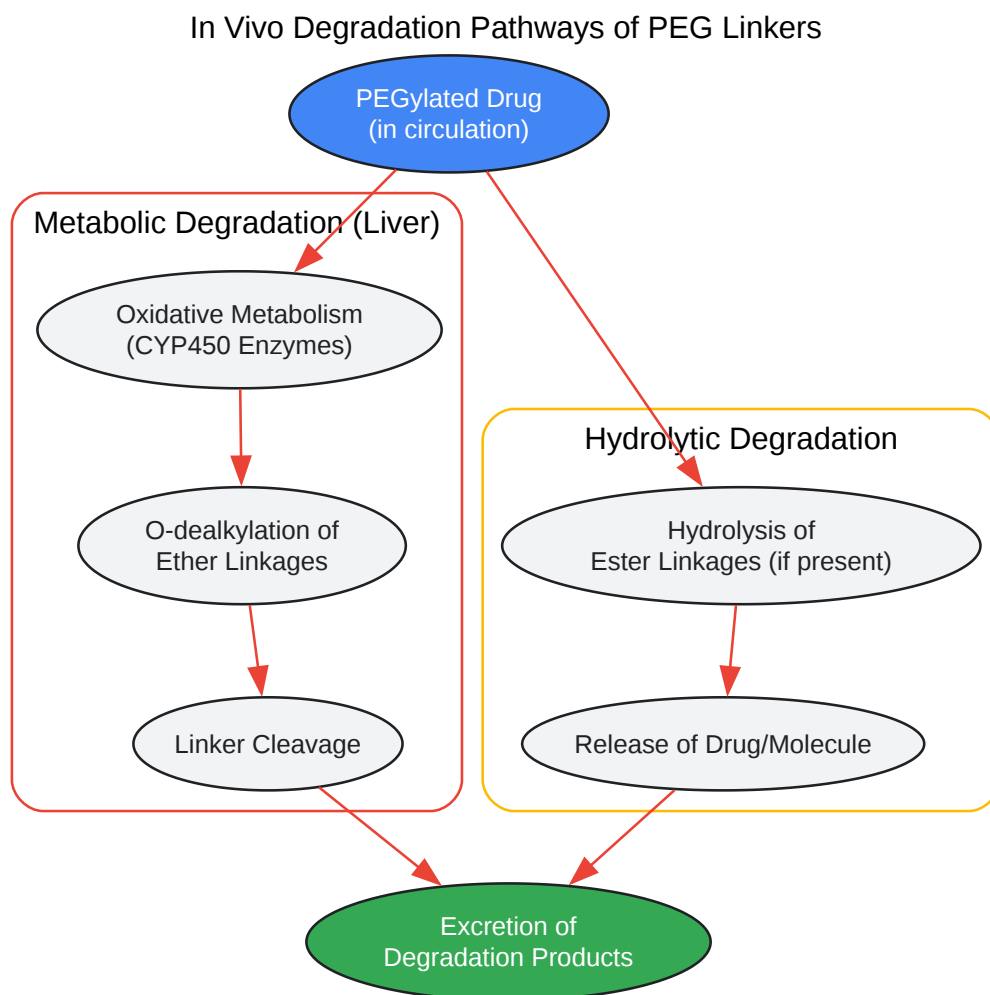 In Vivo Degradation Pathways of PEG Linkers
PEGylated Drug
(in circulation)
Metabolic Degradation (Liver)
Oxidative Metabolism
(CYP450 Enzymes)
O-dealkylation of
Ether Linkages
Linker Cleavage
Hydrolytic Degradation
Hydrolysis of
Ester Linkages (if present)
Release of Drug/Molecule
Excretion of
Degradation Products